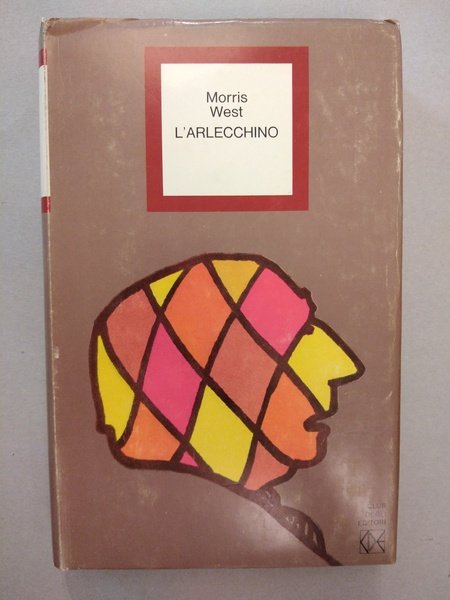 Morris
West
L'ARLECCHINO
CLUB
DEGLI
EDITORI